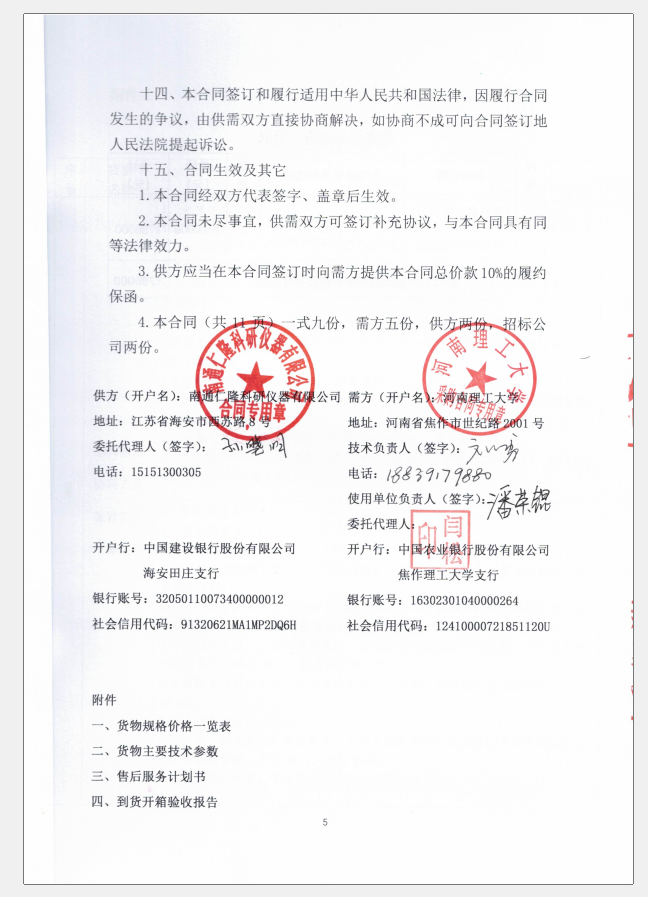 十四、本合同签订和履行适用中华人民共和国法律，因履行合同
发生的争议，由供需双方直接协商解决，如协商不成可向合同签订地
人民法院提起诉讼。
十五、合同生效及其它
1.本合同经双方代表签字、盖章后生效。
2.本合同未尽事宜，供需双方可签订补充协议，与本合同具有同
等法律效力。
3.供方应当在本合同签订时向需方提供本合同总价款10%的履约
保函。
4.本合同（共 11 页）一式九份，需方五份，供方两份，招标公
司两份。
南通仁隆科研仪器有限公司
合同专用章
河南理工大学
采购合同专用章
供方（开户名）：南通仁隆科研仪器有限公司
地址：江苏省海安市西苏路 8 号
委托代理人（签字）：
电话：15151300305
需方（开户名）：河南理工大学
地址：河南省焦作市世纪路 2001 号
技术负责人（签字）：
电话：18839179880
使用单位负责人（签字）：潘荣锟
委托代理人：
闫松印
开户行：中国建设银行股份有限公司
海安田庄支行
银行账号：32050110073400000012
社会信用代码：91320621MA1MP2DQ6H
开户行：中国农业银行股份有限公司
焦作理工大学支行
银行账号：16302301040000264
社会信用代码：12410000721851120U
附件
一、货物规格价格一览表
二、货物主要技术参数
三、售后服务计划书
四、到货开箱验收报告
5